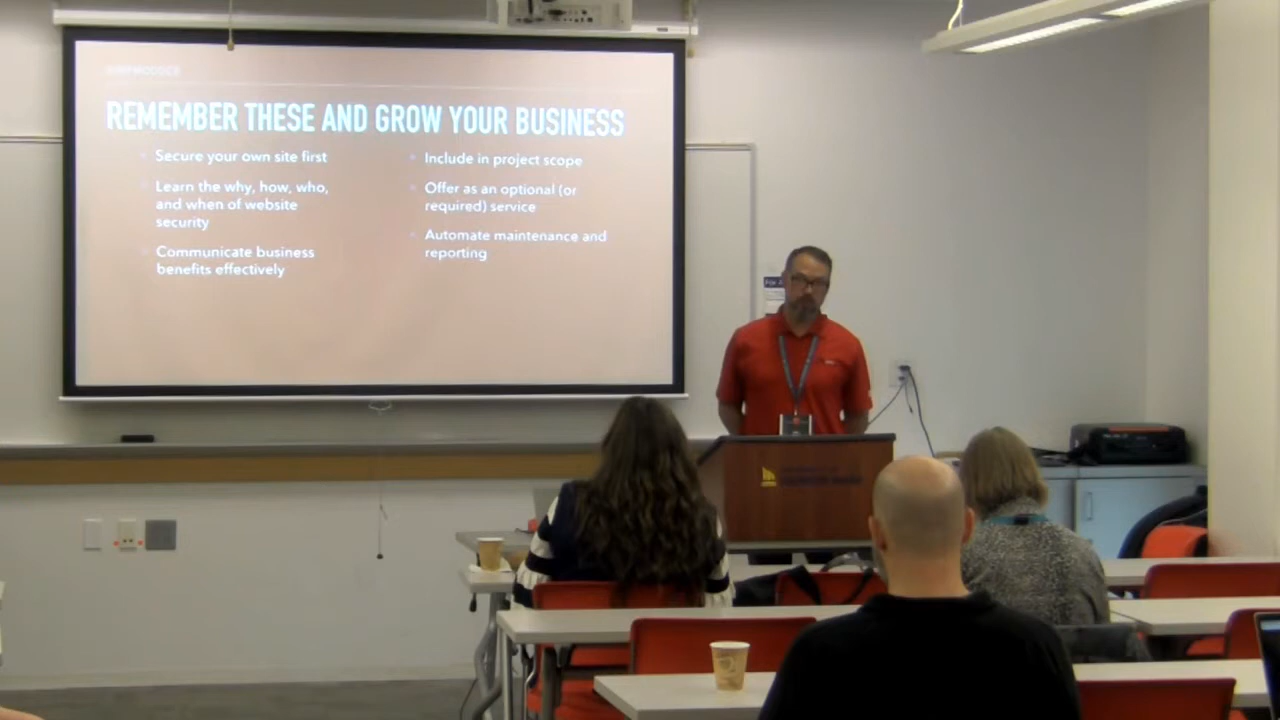 REMEMBER THESE AND GROW YOUR BUSINESS
Secure your own site first
Learn the why, how, who,
and when of website
security
Communicate business
benefits effectively
Include in project scope
Offer as an optional (or
required) service
Automate maintenance and
reporting